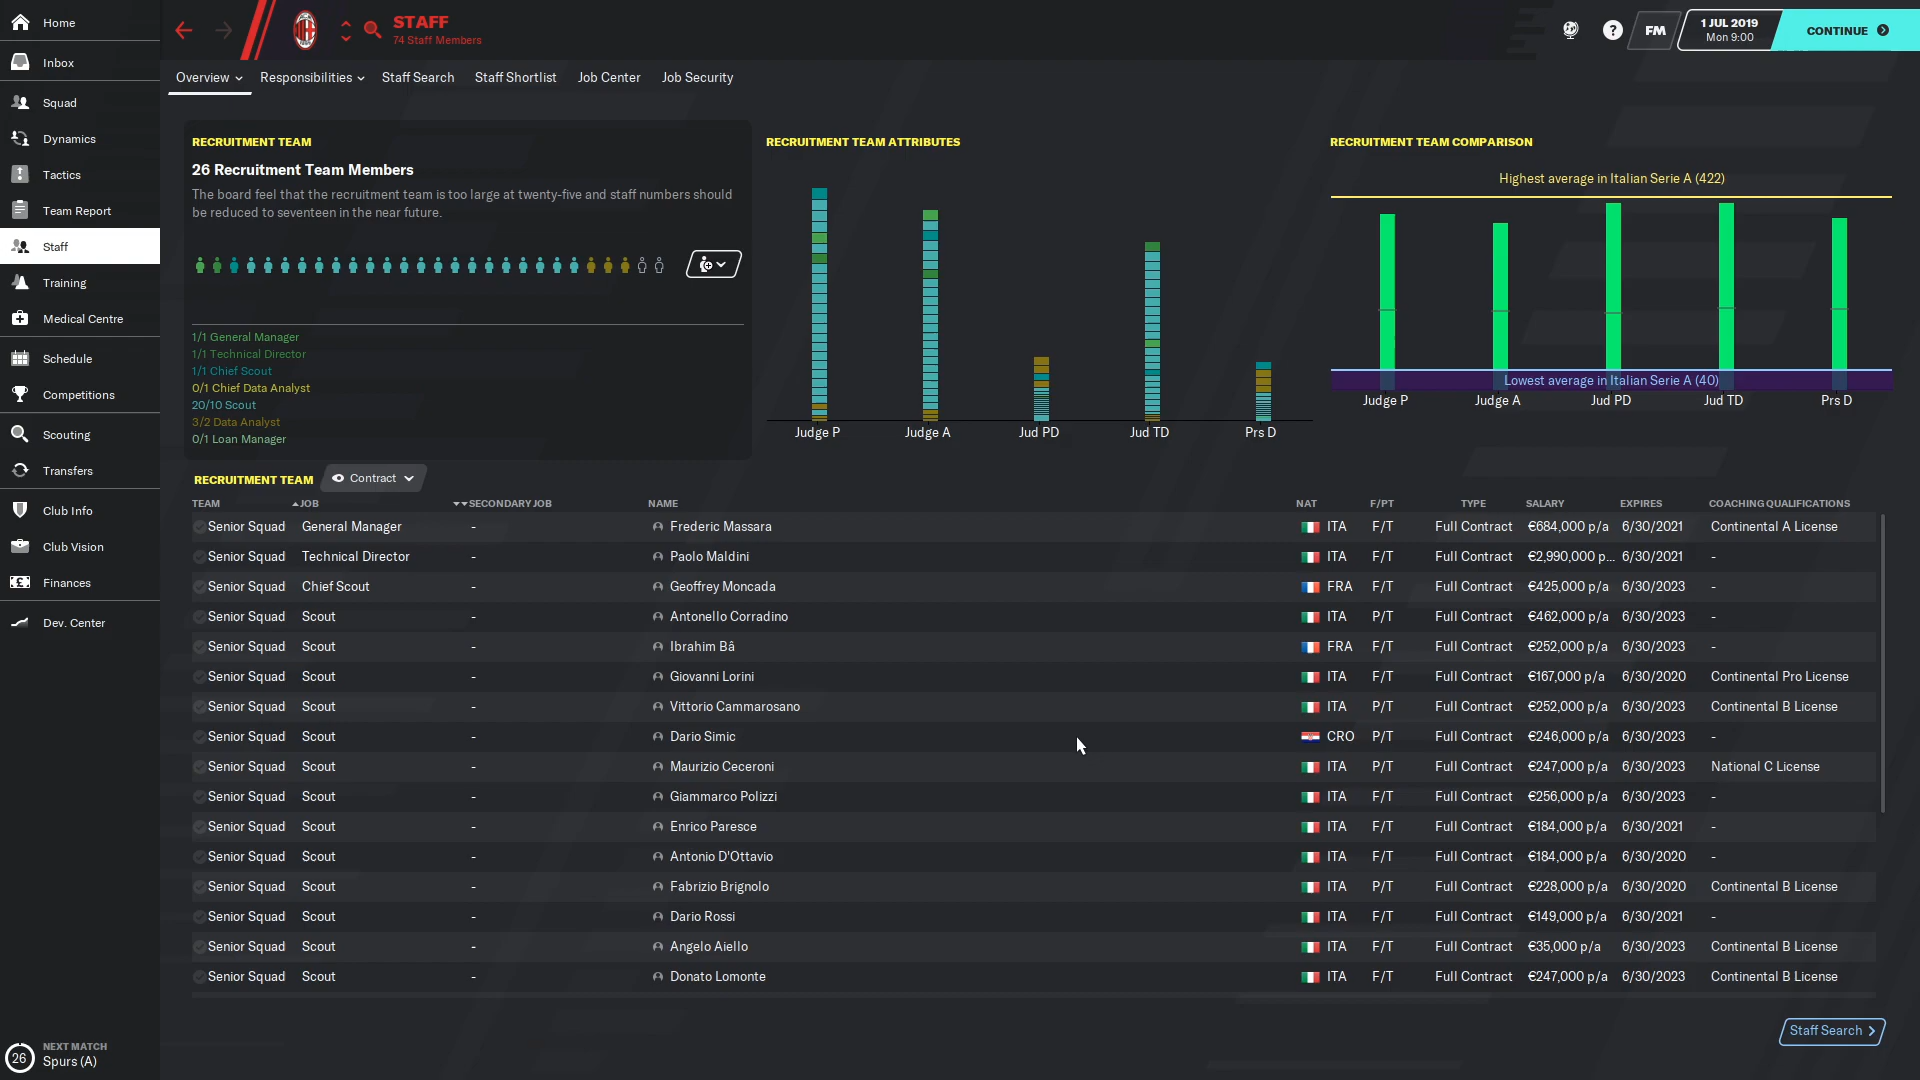 Home
Inbox
Squad
Dynamics
Tactics
Team Report
Staff
Training
Medical Centre
Schedule
Competitions
Scouting
Transfers
Club Info
Club Vision
Finances
Dev. Center
26
NEXT MATCH
Spurs (A)
STAFF
74 Staff Members
?
FM
1 JUL 2019
Mon 9:00
CONTINUE
Overview Responsibilities Staff Search Staff Shortlist Job Center Job Security
RECRUITMENT TEAM
26 Recruitment Team Members
The board feel that the recruitment team is too large at twenty-five and staff numbers should
be reduced to seventeen in the near future.
1/1 General Manager
1/1 Technical Director
1/1 Chief Scout
0/1 Chief Data Analyst
20/10 Scout
3/2 Data Analyst
0/1 Loan Manager
RECRUITMENT TEAM ATTRIBUTES
Judge P Judge A Jud PD Jud TD Prs D
RECRUITMENT TEAM COMPARISON
Highest average in Italian Serie A (422)
Lowest average in Italian Serie A (40)
Judge P Judge A Jud PD Jud TD Prs D
RECRUITMENT TEAM Contract
TEAM JOB SECONDARY JOB NAME NAT F/PT TYPE SALARY EXPIRES COACHING QUALIFICATIONS
Senior Squad General Manager - Frederic Massara ITA F/T Full Contract €684,000 p/a 6/30/2021 Continental A License
Senior Squad Technical Director - Paolo Maldini ITA F/T Full Contract €2,990,000 p... 6/30/2021 -
Senior Squad Chief Scout - Geoffrey Moncada FRA F/T Full Contract €425,000 p/a 6/30/2023 -
Senior Squad Scout - Antonello Corradino ITA P/T Full Contract €462,000 p/a 6/30/2023 -
Senior Squad Scout - Ibrahim Bâ FRA F/T Full Contract €252,000 p/a 6/30/2023 -
Senior Squad Scout - Giovanni Lorini ITA F/T Full Contract €167,000 p/a 6/30/2020 Continental Pro License
Senior Squad Scout - Vittorio Cammarosano ITA P/T Full Contract €252,000 p/a 6/30/2023 Continental B License
Senior Squad Scout - Dario Simic CRO P/T Full Contract €246,000 p/a 6/30/2023 -
Senior Squad Scout - Maurizio Ceceroni ITA P/T Full Contract €247,000 p/a 6/30/2023 National C License
Senior Squad Scout - Giammarco Polizzi ITA F/T Full Contract €256,000 p/a 6/30/2023 -
Senior Squad Scout - Enrico Paresce ITA F/T Full Contract €184,000 p/a 6/30/2021 -
Senior Squad Scout - Antonio D'Ottavio ITA F/T Full Contract €184,000 p/a 6/30/2020 -
Senior Squad Scout - Fabrizio Brignolo ITA P/T Full Contract €228,000 p/a 6/30/2020 Continental B License
Senior Squad Scout - Dario Rossi ITA F/T Full Contract €149,000 p/a 6/30/2021 -
Senior Squad Scout - Angelo Aiello ITA F/T Full Contract €35,000 p/a 6/30/2023 Continental B License
Senior Squad Scout - Donato Lomonte ITA F/T Full Contract €247,000 p/a 6/30/2023 Continental B License
Staff Search